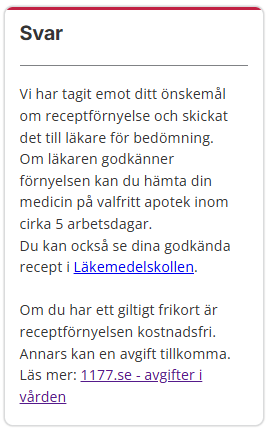 Svar
Vi har tagit emot ditt önskemål
om receptförnyelse och skickat
det till läkare för bedömning.
Om läkaren godkänner
förnyelsen kan du hämta din
medicin på valfritt apotek inom
cirka 5 arbetsdagar.
Du kan också se dina godkända
recept i Läkemedelskollen.
Om du har ett giltigt frikort är
receptförnyelsen kostnadsfri.
Annars kan en avgift tillkomma.
Läs mer: 1177.se - avgifter i
vården